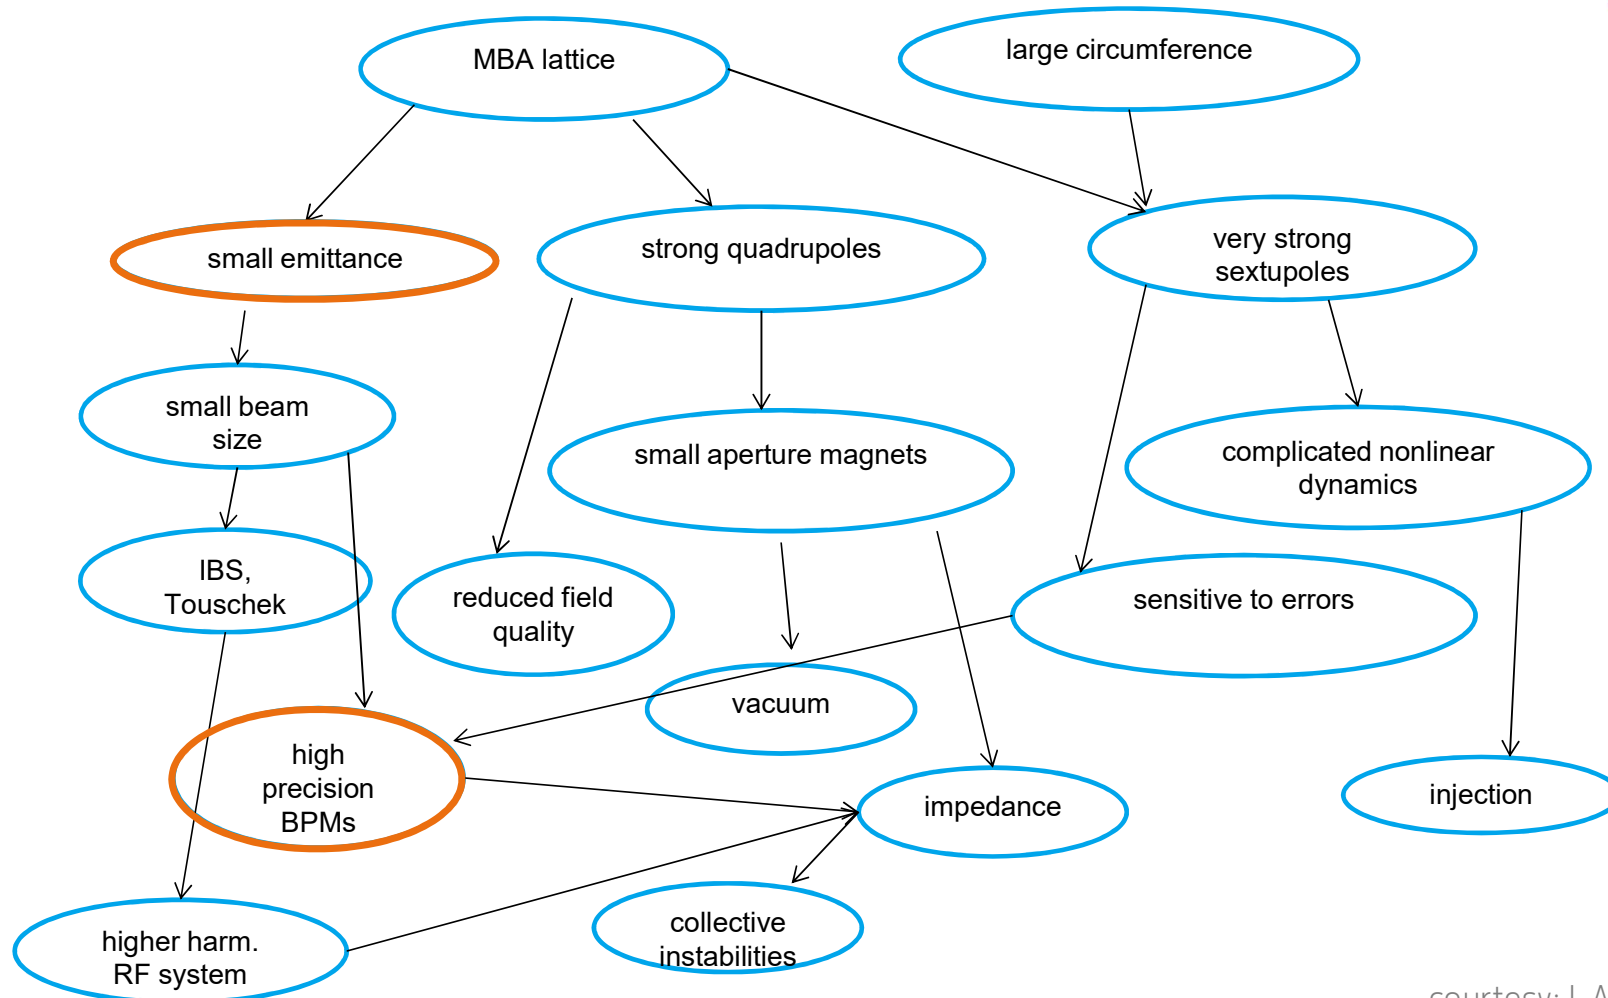 MBA lattice
large circumference
small emittance
strong quadrupoles
very strong
sextupoles
small beam
size
small aperture magnets
complicated nonlinear
dynamics
IBS,
Touschek
reduced field
quality
sensitive to errors
vacuum
high
precision
BPMs
impedance
injection
higher harm.
RF system
collective
instabilities
courtesy: